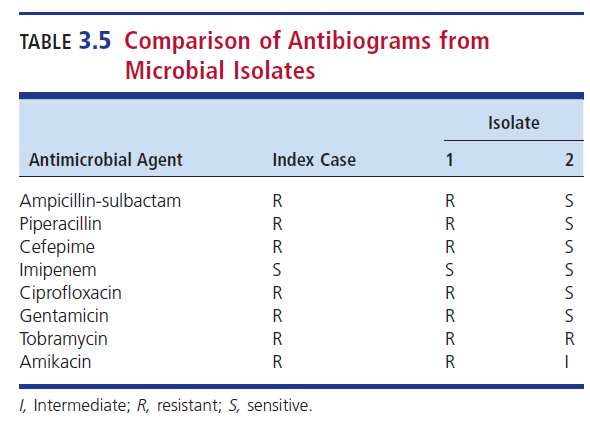 TABLE 3.5 Comparison of Antibiograms from
Microbial Isolates
Isolate
Antimicrobial Agent Index Case 1 2
Ampicillin-sulbactam R R S
Piperacillin R R S
Cefepime R R S
Imipenem S S S
Ciprofloxacin R R S
Gentamicin R R S
Tobramycin R R R
Amikacin R R I
I, Intermediate; R, resistant; S, sensitive.